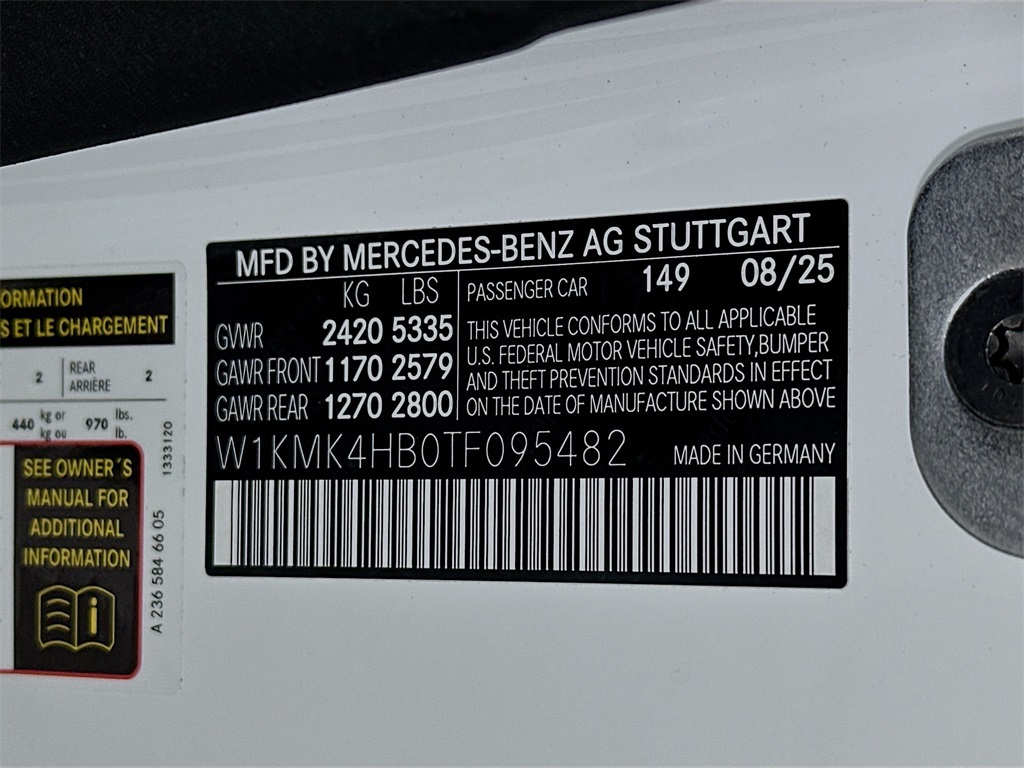 ORMATION
S ET LE CHARGEMENT
2 REAR ARRIÈRE 2
440 kg or kg ou 970 lbs. lb.
SEE OWNER´S
MANUAL FOR
ADDITIONAL
INFORMATION
1333120
A 236 584 66 05
MFD BY MERCEDES-BENZ AG STUTTGART
KG LBS
GVWR 2420 5335
GAWR FRONT 1170 2579
GAWR REAR 1270 2800
PASSENGER CAR 149 08/25
THIS VEHICLE CONFORMS TO ALL APPLICABLE
U.S. FEDERAL MOTOR VEHICLE SAFETY,BUMPER
AND THEFT PREVENTION STANDARDS IN EFFECT
ON THE DATE OF MANUFACTURE SHOWN ABOVE
W1KMK4HB0TF095482
MADE IN GERMANY